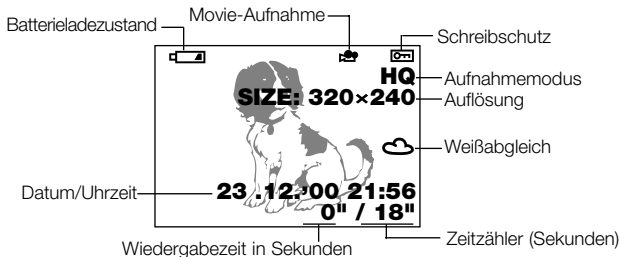 Movie-Aufnahme
Batterieladezustand
Schreibschutz
HQ
Aufnahmemodus
SIZE: 320×240
Auflösung
Weißabgleich
Datum/Uhrzeit
23 .12.’00 21:56
0" / 18"
Zeitzähler (Sekunden)
Wiedergabezeit in Sekunden